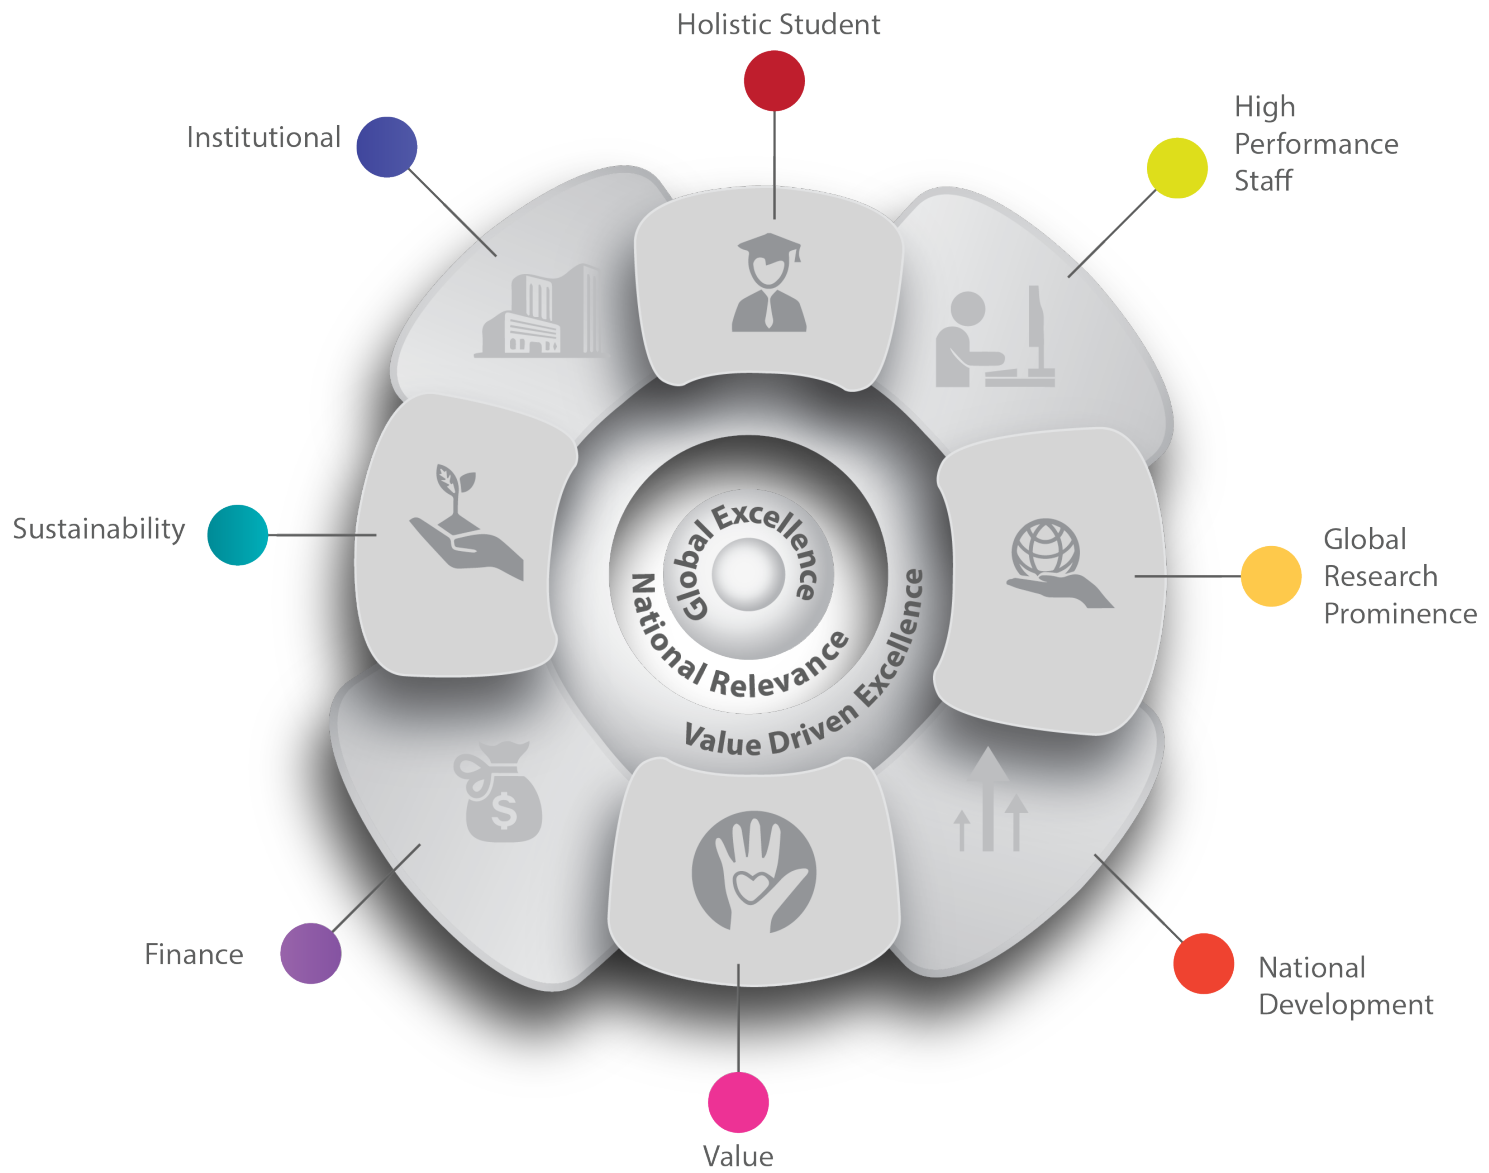 Holistic Student
High
Performance
Staff
Institutional
Global Excellence
National Relevance
Value Driven Excellence
Sustainability
Global
Research
Prominence
$
Finance
National
Development
Value